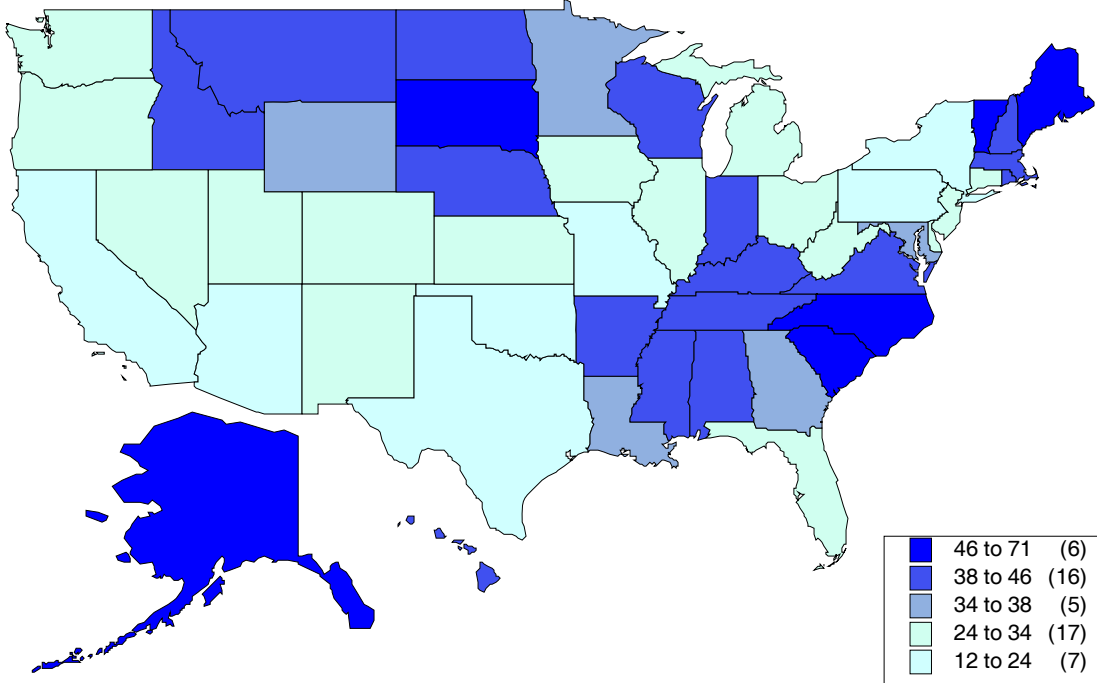 46 to 71 (6)
38 to 46 (16)
34 to 38 (5)
24 to 34 (17)
12 to 24 (7)